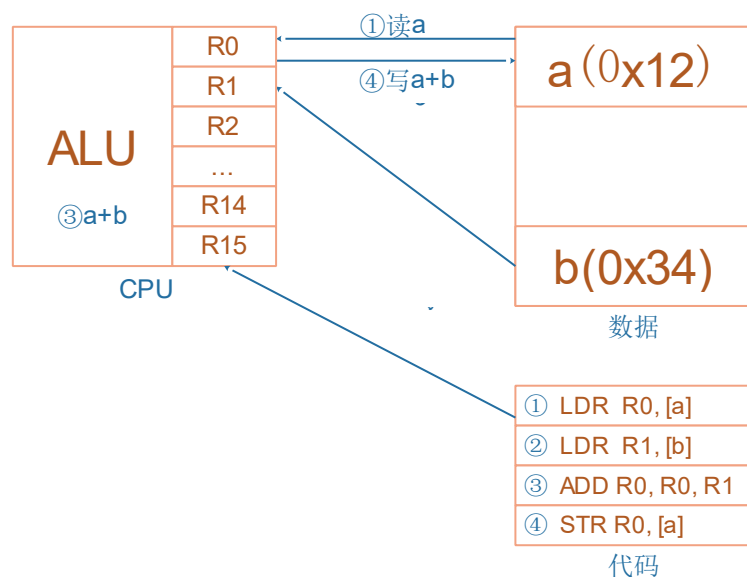 ①读a
④写a+b
ALU
③a+b
R0
R1
R2
...
R14
R15
CPU
a(0x12)
b(0x34)
数据
① LDR R0, [a]
② LDR R1, [b]
③ ADD R0, R0, R1
④ STR R0, [a]
代码